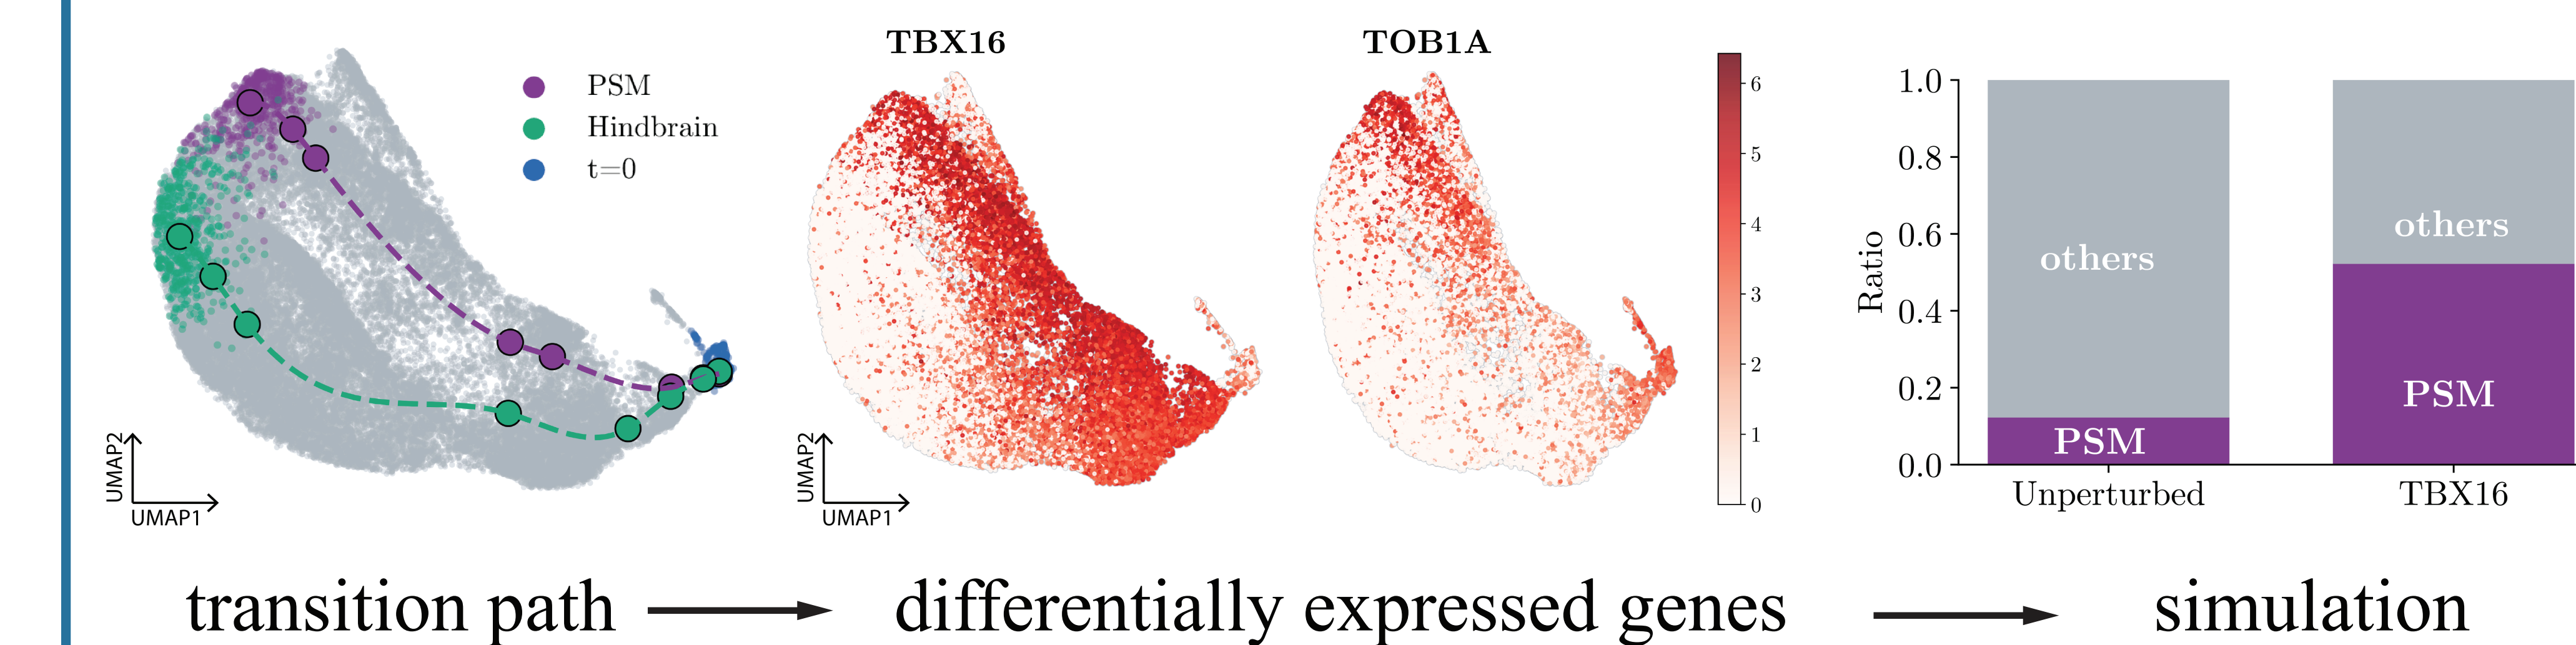 PSM
Hindbrain
t=0
UMAP2
UMAP1
TBX16
UMAP2
UMAP1
TOB1A
6
5
4
3
2
1
0
Ratio
1.0
0.8
0.6
0.4
0.2
0.0
others
PSM
others
PSM
Unperturbed
TBX16
transition path
differentially expressed genes
simulation